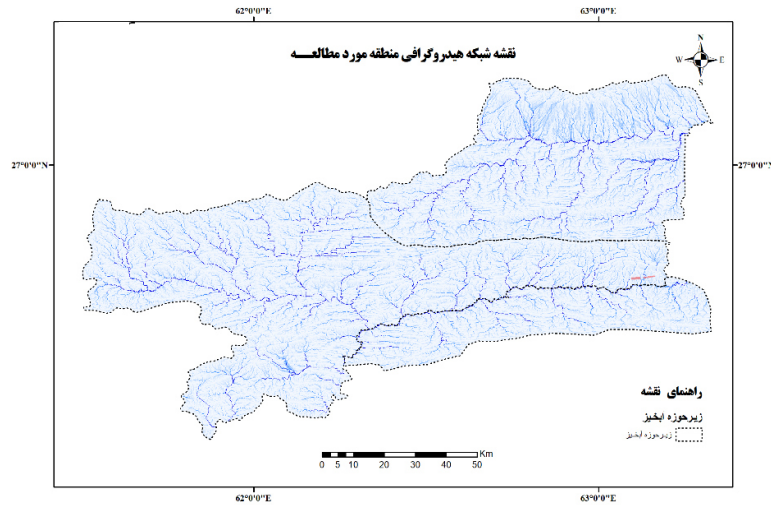 62°0'0"E 63°0'0"E
نقشه شبکه هیدروگرافی منطقه مورد مطالعـــه
N
W E
S
27°0'0"N 27°0'0"N
راهنمای نقشه
زیرحوزه ابخیز
زیرحوزه ابخیز
Km
0 5 10 20 30 40 50
62°0'0"E 63°0'0"E